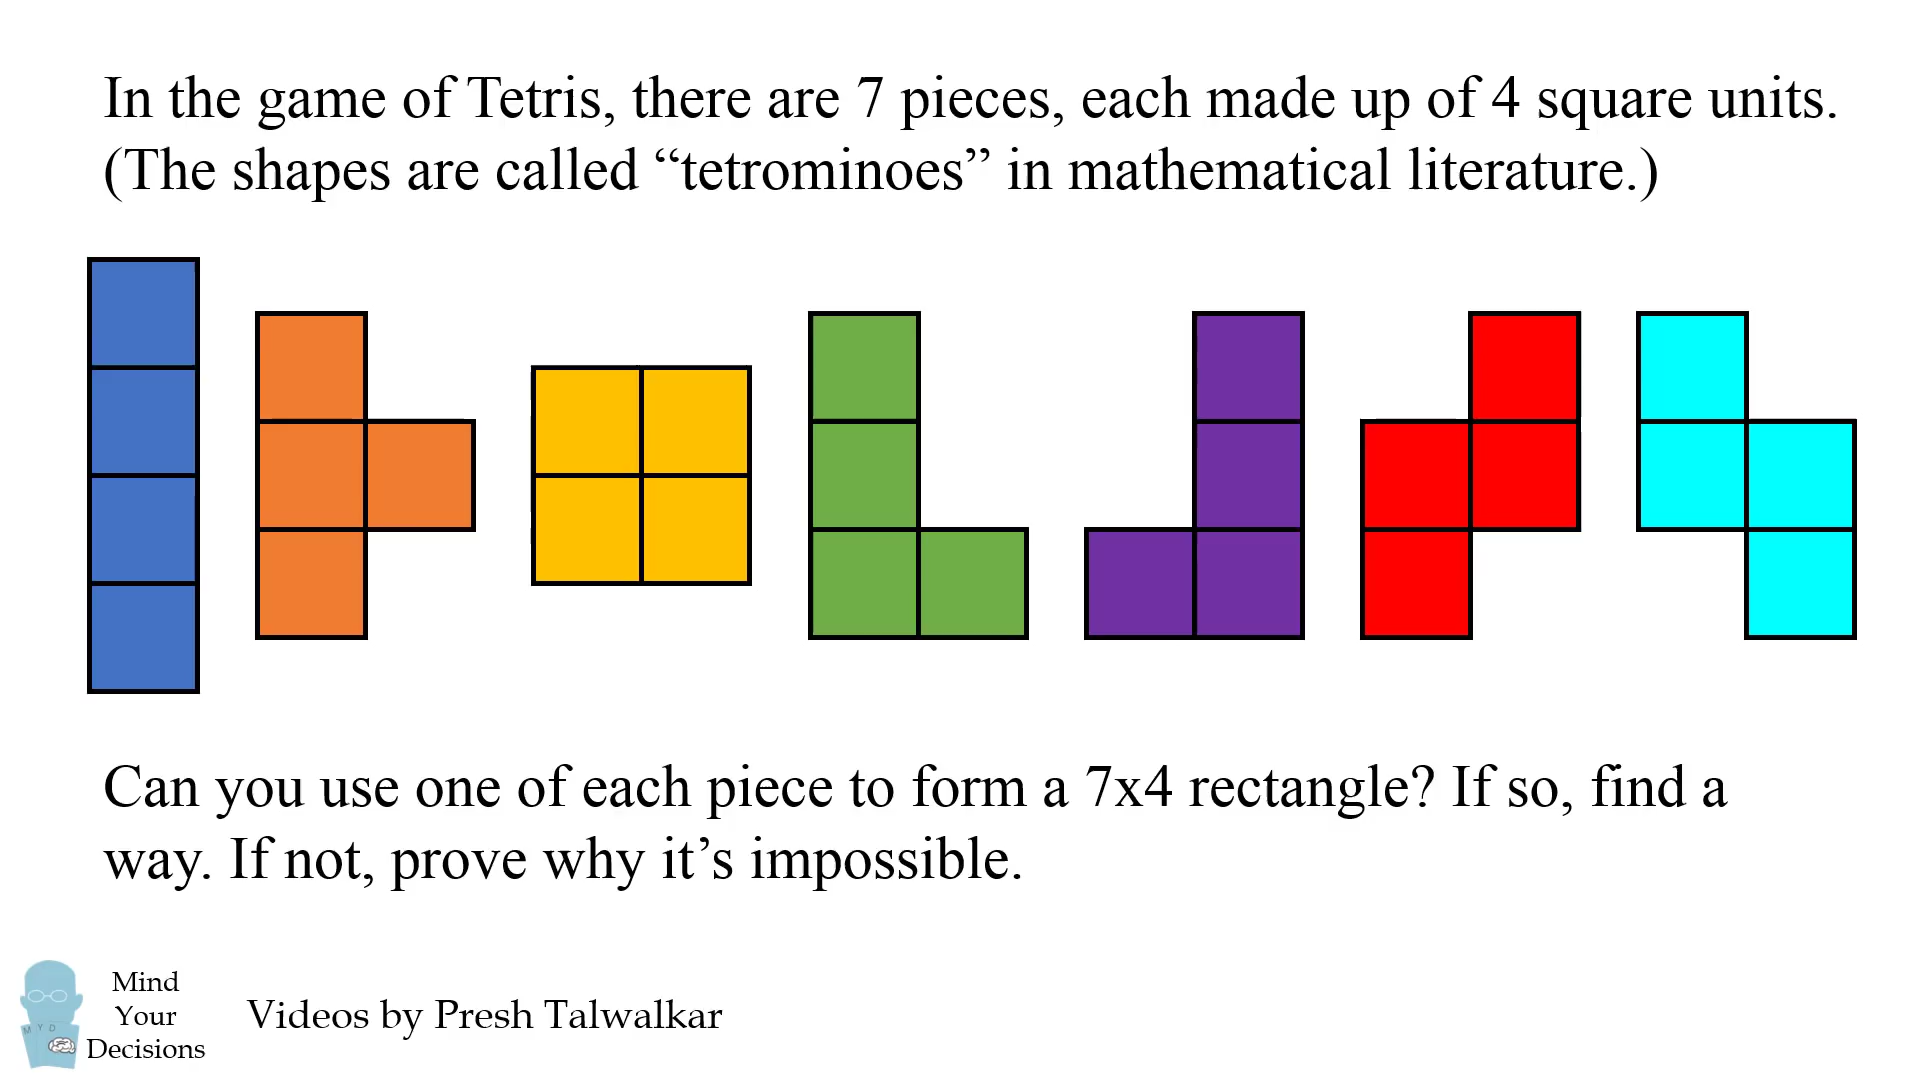 In the game of Tetris, there are 7 pieces, each made up of 4 square units.
(The shapes are called “tetrominoes” in mathematical literature.)
Can you use one of each piece to form a 7x4 rectangle? If so, find a
way. If not, prove why it’s impossible.
M Y D
Mind
Your
Decisions
Videos by Presh Talwalkar